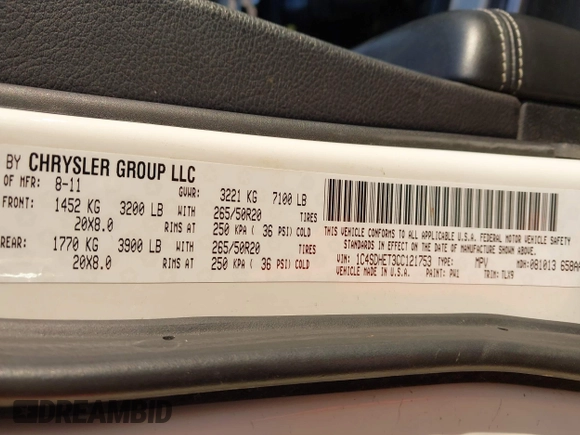 BY CHRYSLER GROUP LLC
OF MFR: 8-11 GVWR: 3221 KG 7100 LB
FRONT: 1452 KG 3200 LB WITH 265/50R20 TIRES
20X8.0 RIMS AT 250 KPA ( 36 PSI) COLD
REAR: 1770 KG 3900 LB WITH 265/50R20 TIRES
20X8.0 RIMS AT 250 KPA ( 36 PSI) COLD
THIS VEHICLE CONFORMS TO ALL APPLICABLE U.S.A. FEDERAL MOTOR VEHICLE
STANDARDS IN EFFECT ON THE DATE OF MANUFACTURE SHOWN ABOVE.
VIN: 1C4SDHET3CC121753 TYPE: MPV MDH: 081013 658AA
VEHICLE MADE IN U.S.A. PAINT: PW1 TRIM: TLX9
DREAMBID